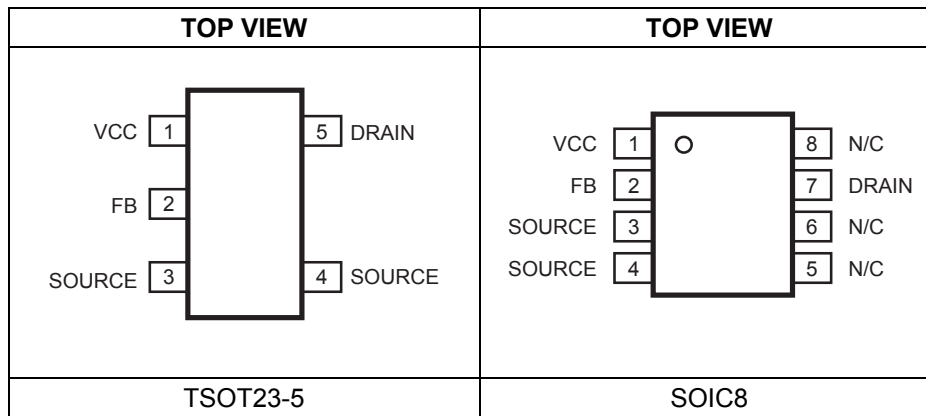 TOP VIEW
TOP VIEW
VCC 1
5 DRAIN
FB 2
SOURCE 3
4 SOURCE
VCC 1
8 N/C
FB 2
7 DRAIN
SOURCE 3
6 N/C
SOURCE 4
5 N/C
TSOT23-5
SOIC8